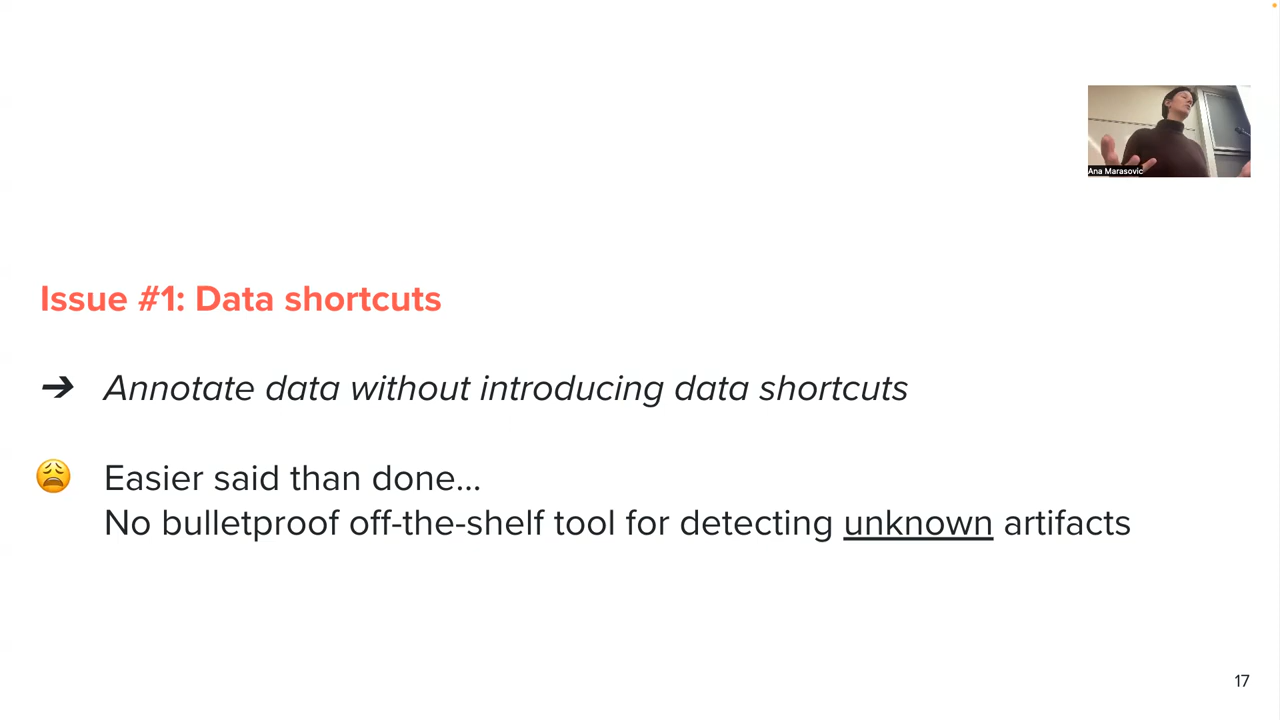 Ana Marasovic
Issue #1: Data shortcuts
➔ Annotate data without introducing data shortcuts
😩 Easier said than done...
No bulletproof off-the-shelf tool for detecting unknown artifacts
17